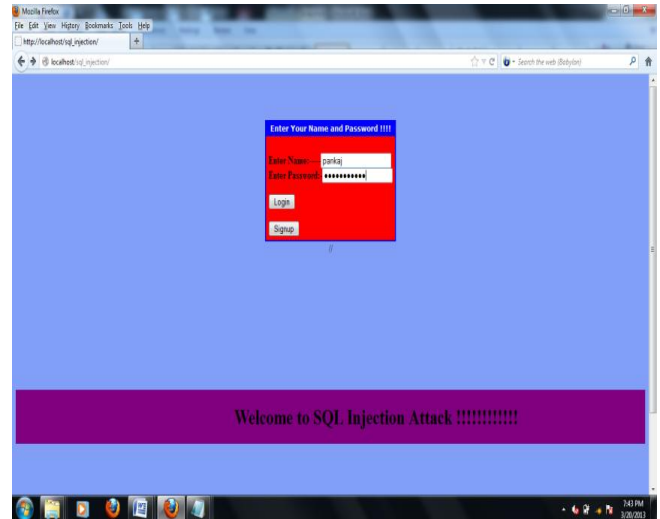 Mozilla Firefox
File Edit View History Bookmarks Tools Help
http://localhost/sql_injection/ +
localhost/sql_injection/
Search the web (Babylon)
Enter Your Name and Password !!!!
Enter Name:-
pankaj
Enter Password:-
Login
Signup
//
Welcome to SQL Injection Attack !!!!!!!!!!!!
7:43 PM
3/20/2013